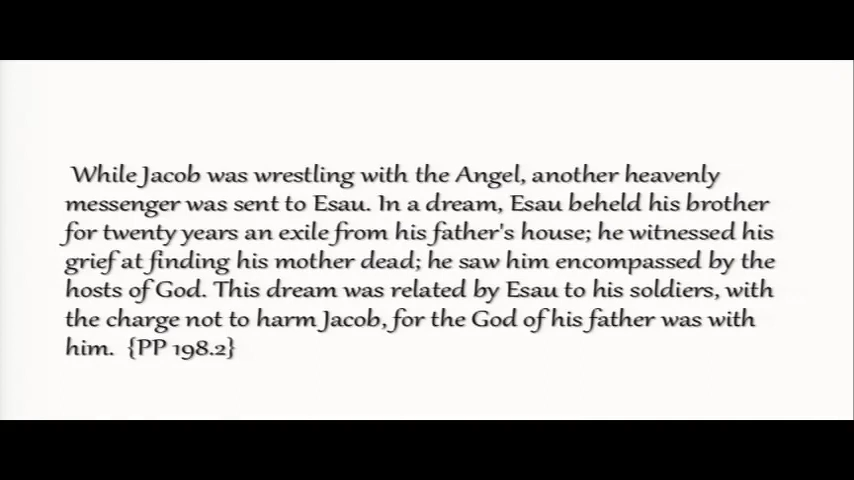 While Jacob was wrestling with the Angel, another heavenly
messenger was sent to Esau. In a dream, Esau beheld his brother
for twenty years an exile from his father's house; he witnessed his
grief at finding his mother dead; he saw him encompassed by the
hosts of God. This dream was related by Esau to his soldiers, with
the charge not to harm Jacob, for the God of his father was with
him. {PP 198.2}